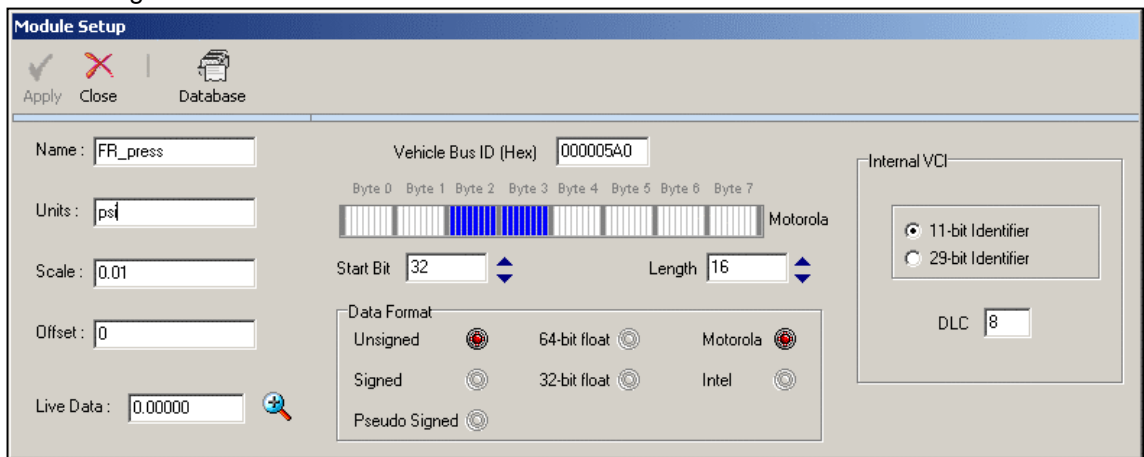 Module Setup
Apply Close Database
Name : FR_press
Vehicle Bus ID (Hex) 000005A0
Internal VCI
Byte 0 Byte 1 Byte 2 Byte 3 Byte 4 Byte 5 Byte 6 Byte 7
Motorola
Units : psi
11-bit Identifier
29-bit Identifier
Scale : 0.01
Start Bit 32
Length 16
DLC 8
Offset : 0
Data Format
Unsigned 64-bit float Motorola
Signed 32-bit float Intel
Pseudo Signed
Live Data : 0.00000